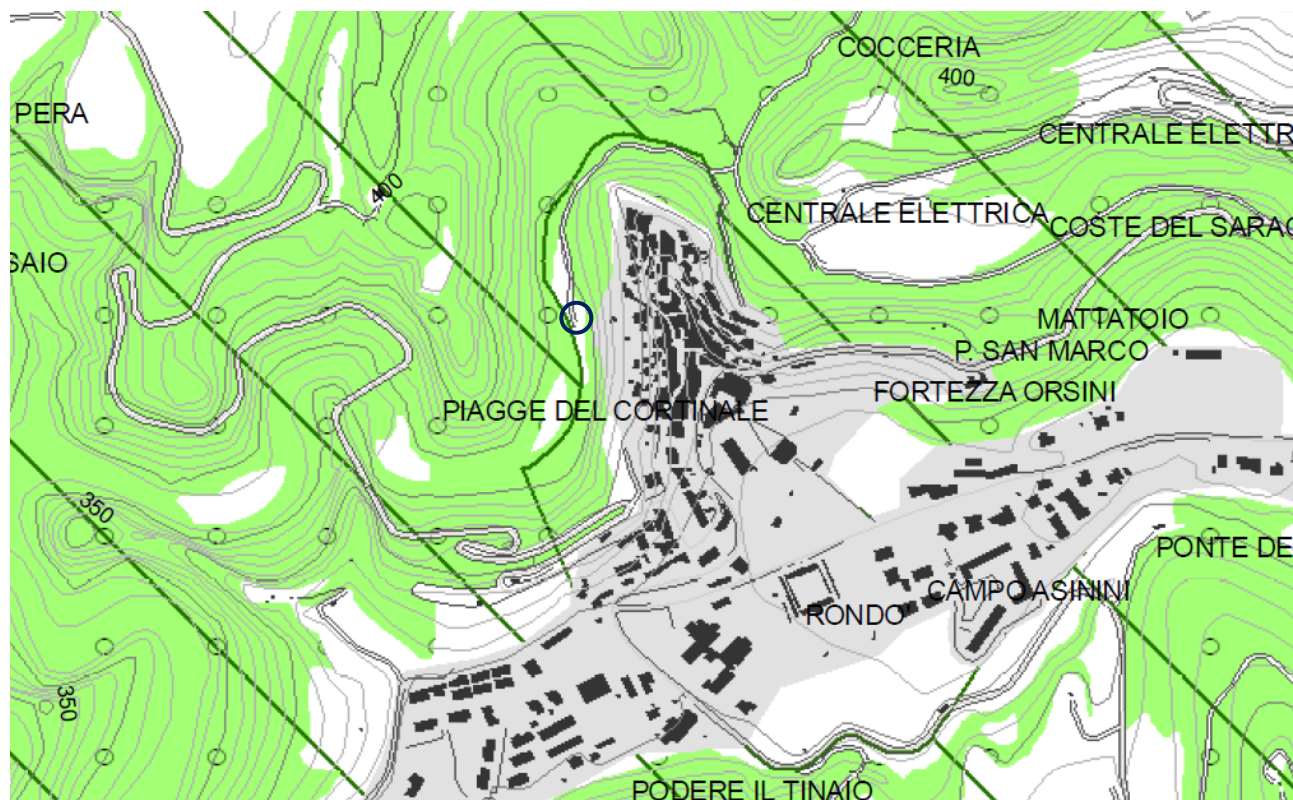 COCCERIA
400
PERA
CENTRALE ELETTR
400
CENTRALE ELETTRICA
COSTE DEL SARAC
SAIO
MATTATOIO
P. SAN MARCO
FORTEZZA ORSINI
PIAGGE DEL CORTINALE
350
PONTE DE
CAMPO ASININI
RONDO'
350
PODERE IL TINAIO